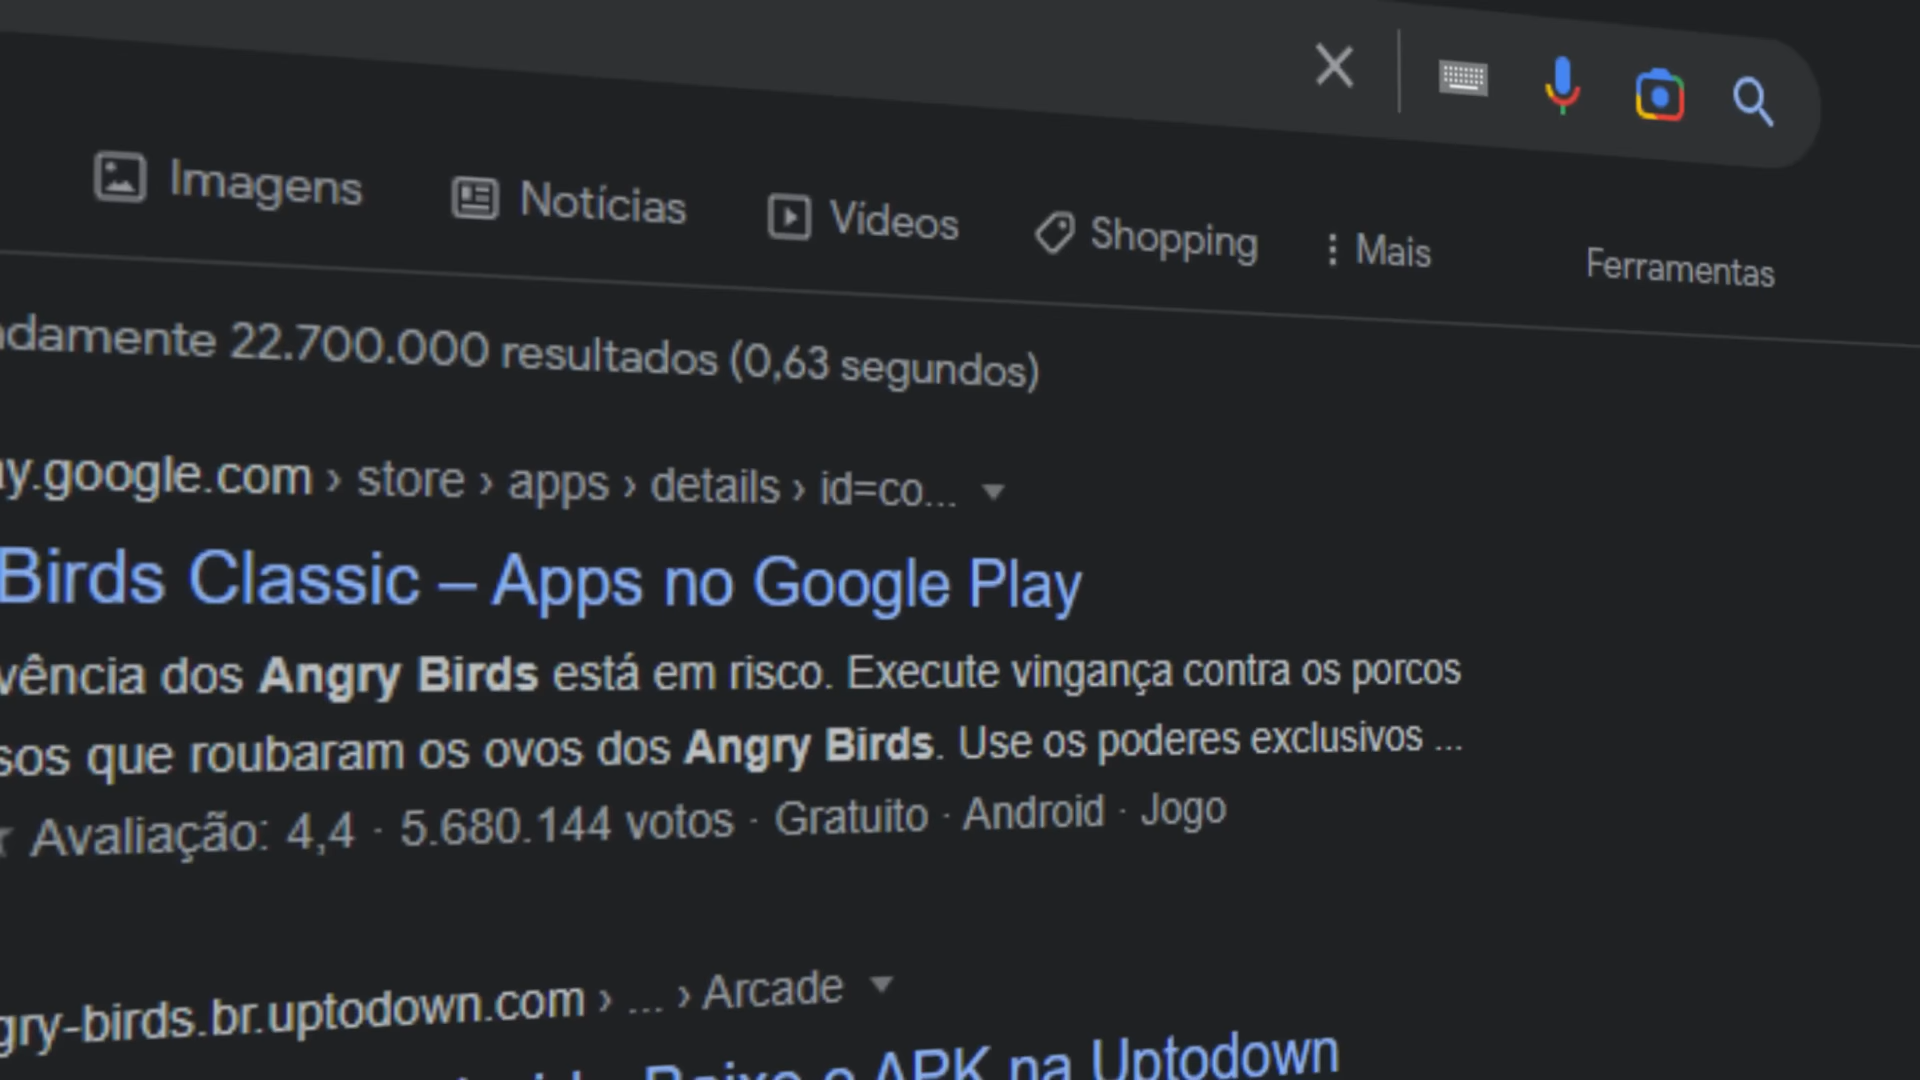 Imagens Notícias Vídeos Shopping Mais Ferramentas
damente 22.700.000 resultados (0,63 segundos)
y.google.com › store › apps › details › id=co...
Birds Classic – Apps no Google Play
vência dos Angry Birds está em risco. Execute vingança contra os porcos
sos que roubaram os ovos dos Angry Birds. Use os poderes exclusivos ...
Avaliação: 4,4 · 5.680.144 votos · Gratuito · Android · Jogo
gry-birds.br.uptodown.com › ... › Arcade
Baixe o APK na Uptodown